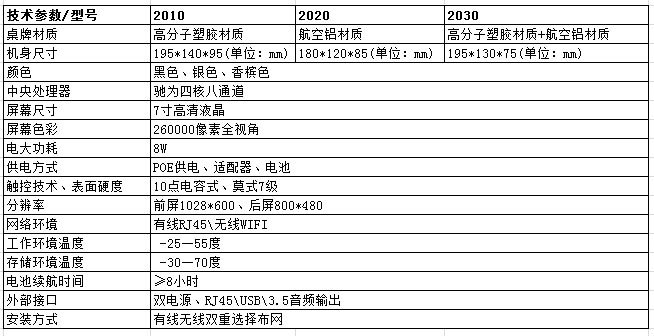 技术参数/型号 2010 2020 2030
桌牌材质 高分子塑胶材质 航空铝材质 高分子塑胶材质+航空铝材质
机身尺寸 195*140*95(单位：mm) 180*120*85(单位：mm) 195*130*75(单位：mm)
颜色 黑色、银色、香槟色
中央处理器 驰为四核八通道
屏幕尺寸 7寸高清液晶
屏幕色彩 260000像素全视角
电大功耗 8W
供电方式 POE供电、适配器、电池
触控技术、表面硬度 10点电容式、莫式7级
分辨率 前屏1028*600、后屏800*480
网络环境 有线RJ45\无线WIFI
工作环境温度 -25—55度
存储环境温度 -30—70度
电池续航时间 ≥8小时
外部接口 双电源、RJ45\USB\3.5音频输出
安装方式 有线无线双重选择布网